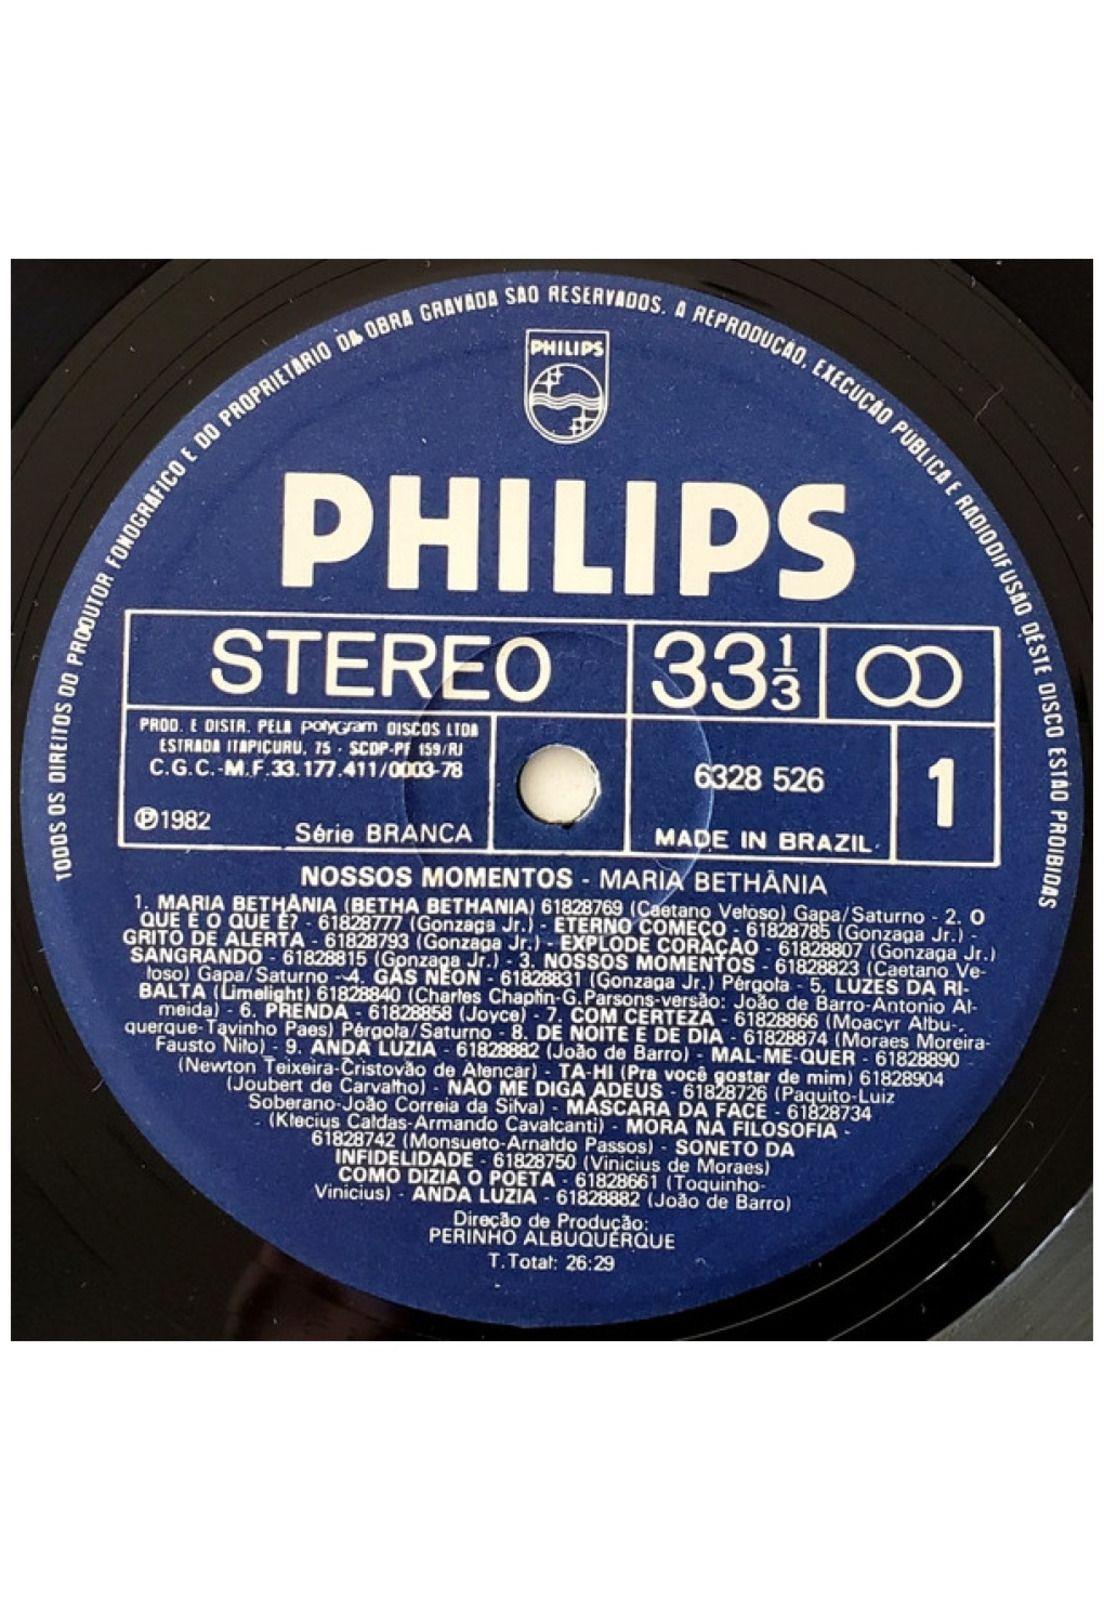 TODOS OS DIREITOS DO PRODUTOR FONOGRAFICO E DO PROPRIETARIO DA OBRA GRAVADA SAO RESERVADOS. A REPRODUÇÃO, EXECUÇÃO PUBLICA E RADIODIFUSÃO DESTE DISCO ESTÃO PROIBIDAS
PHILIPS
PHILIPS
STEREO 33 1/3
PROD. E DISTR. PELA polyGram DISCOS LTDA
ESTRADA ITAPICURU, 75 - SCDP-PF 159/RJ
C.G.C.-M.F.33.177.411/0003-78
℗1982 Série BRANCA
6328 526
MADE IN BRAZIL
1
NOSSOS MOMENTOS - MARIA BETHÂNIA
1. MARIA BETHÂNIA (BETHA BETHANIA) 61828769 (Caetano Veloso) Gapa/Saturno - 2. O
QUE É O QUE É? - 61828777 (Gonzaga Jr.) - ETERNO COMEÇO - 61828785 (Gonzaga Jr.) -
GRITO DE ALERTA - 61828793 (Gonzaga Jr.) - EXPLODE CORAÇAO - 61828807 (Gonzaga Jr.)
SANGRANDO - 61828815 (Gonzaga Jr.) - 3. NOSSOS MOMENTOS - 61828823 (Caetano Ve-
loso) Gapa/Saturno - 4. GÁS NÉON - 61828831 (Gonzaga Jr.) Pérgola - 5. LUZES DA RI-
BALTA (Limelight) 61828840 (Charles Chaplin-G.Parsons-versão: João de Barro-Antonio Al-
meida) - 6. PRENDA - 61828858 (Joyce) - 7. COM CERTEZA - 61828866 (Moacyr Albu-
querque-Tavinho Paes) Pérgola/Saturno - 8. DE NOITE E DE DIA - 61828874 (Moraes Moreira-
Fausto Nilo) - 9. ANDA LUZIA - 61828882 (João de Barro) - MAL-ME-QUER - 61828890
(Newton Teixeira-Cristovão de Alencar) - TA-HI (Pra você gostar de mim) 61828904
(Joubert de Carvalho) - NÃO ME DIGA ADEUS - 61828726 (Paquito-Luiz
Soberano-João Correia da Silva) - MÁSCARA DA FACE - 61828734
(Klecius Caldas-Armando Cavalcanti) - MORA NA FILOSOFIA -
61828742 (Monsueto-Arnaldo Passos) - SONETO DA
INFIDELIDADE - 61828750 (Vinicius de Moraes)
COMO DIZIA O POETA - 61828661 (Toquinho-
Vinicius) - ANDA LUZIA - 61828882 (João de Barro)
Direção de Produção:
PERINHO ALBUQUERQUE
T.Total: 26:29